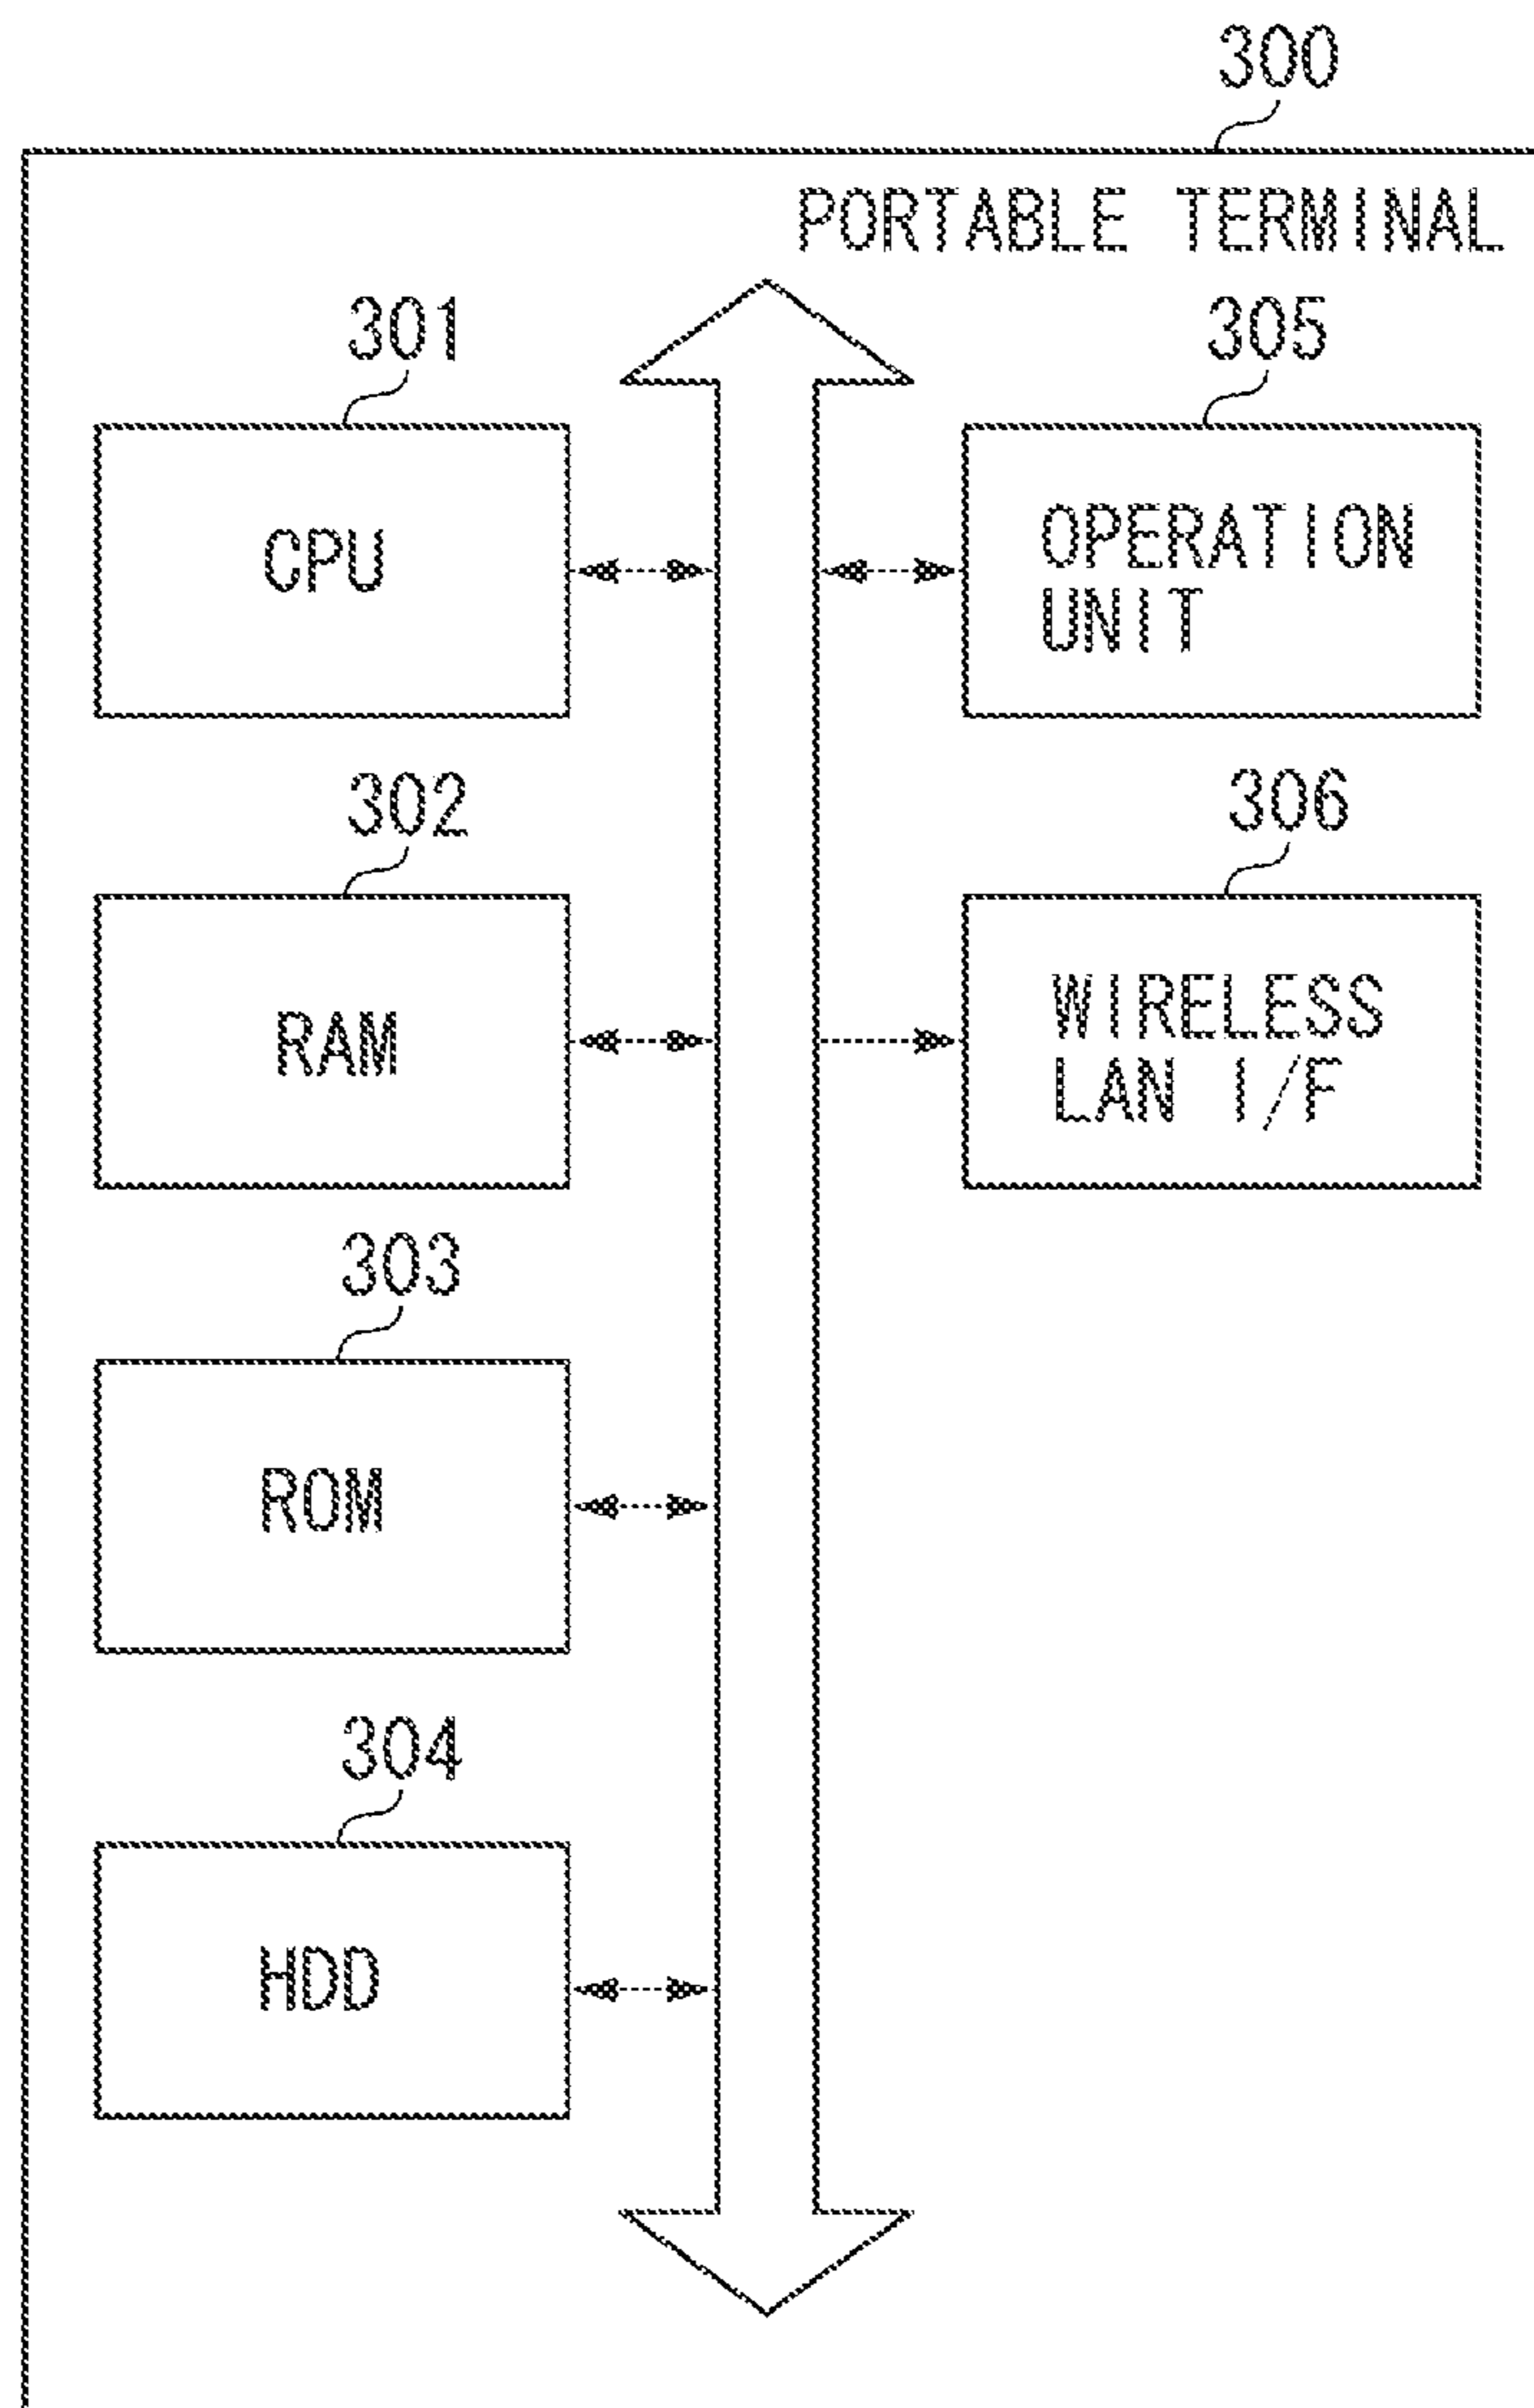 300
PORTABLE TERMINAL
301
CPU
302
RAM
303
ROM
304
HDD
305
OPERATION
UNIT
306
WIRELESS
LAN I/F